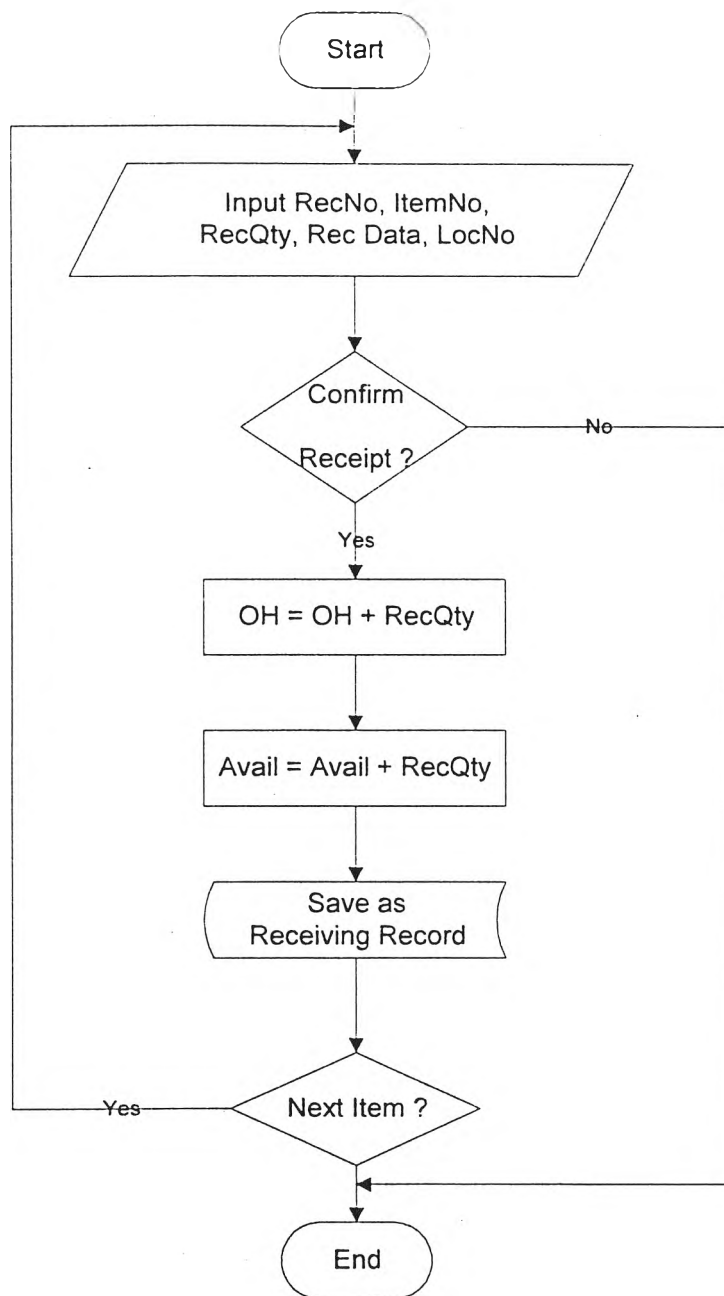 Start
Input RecNo, ItemNo,
RecQty, Rec Data, LocNo
Confirm
Receipt ?
No
Yes
OH = OH + RecQty
Avail = Avail + RecQty
Save as
Receiving Record
Next Item ?
Yes
End